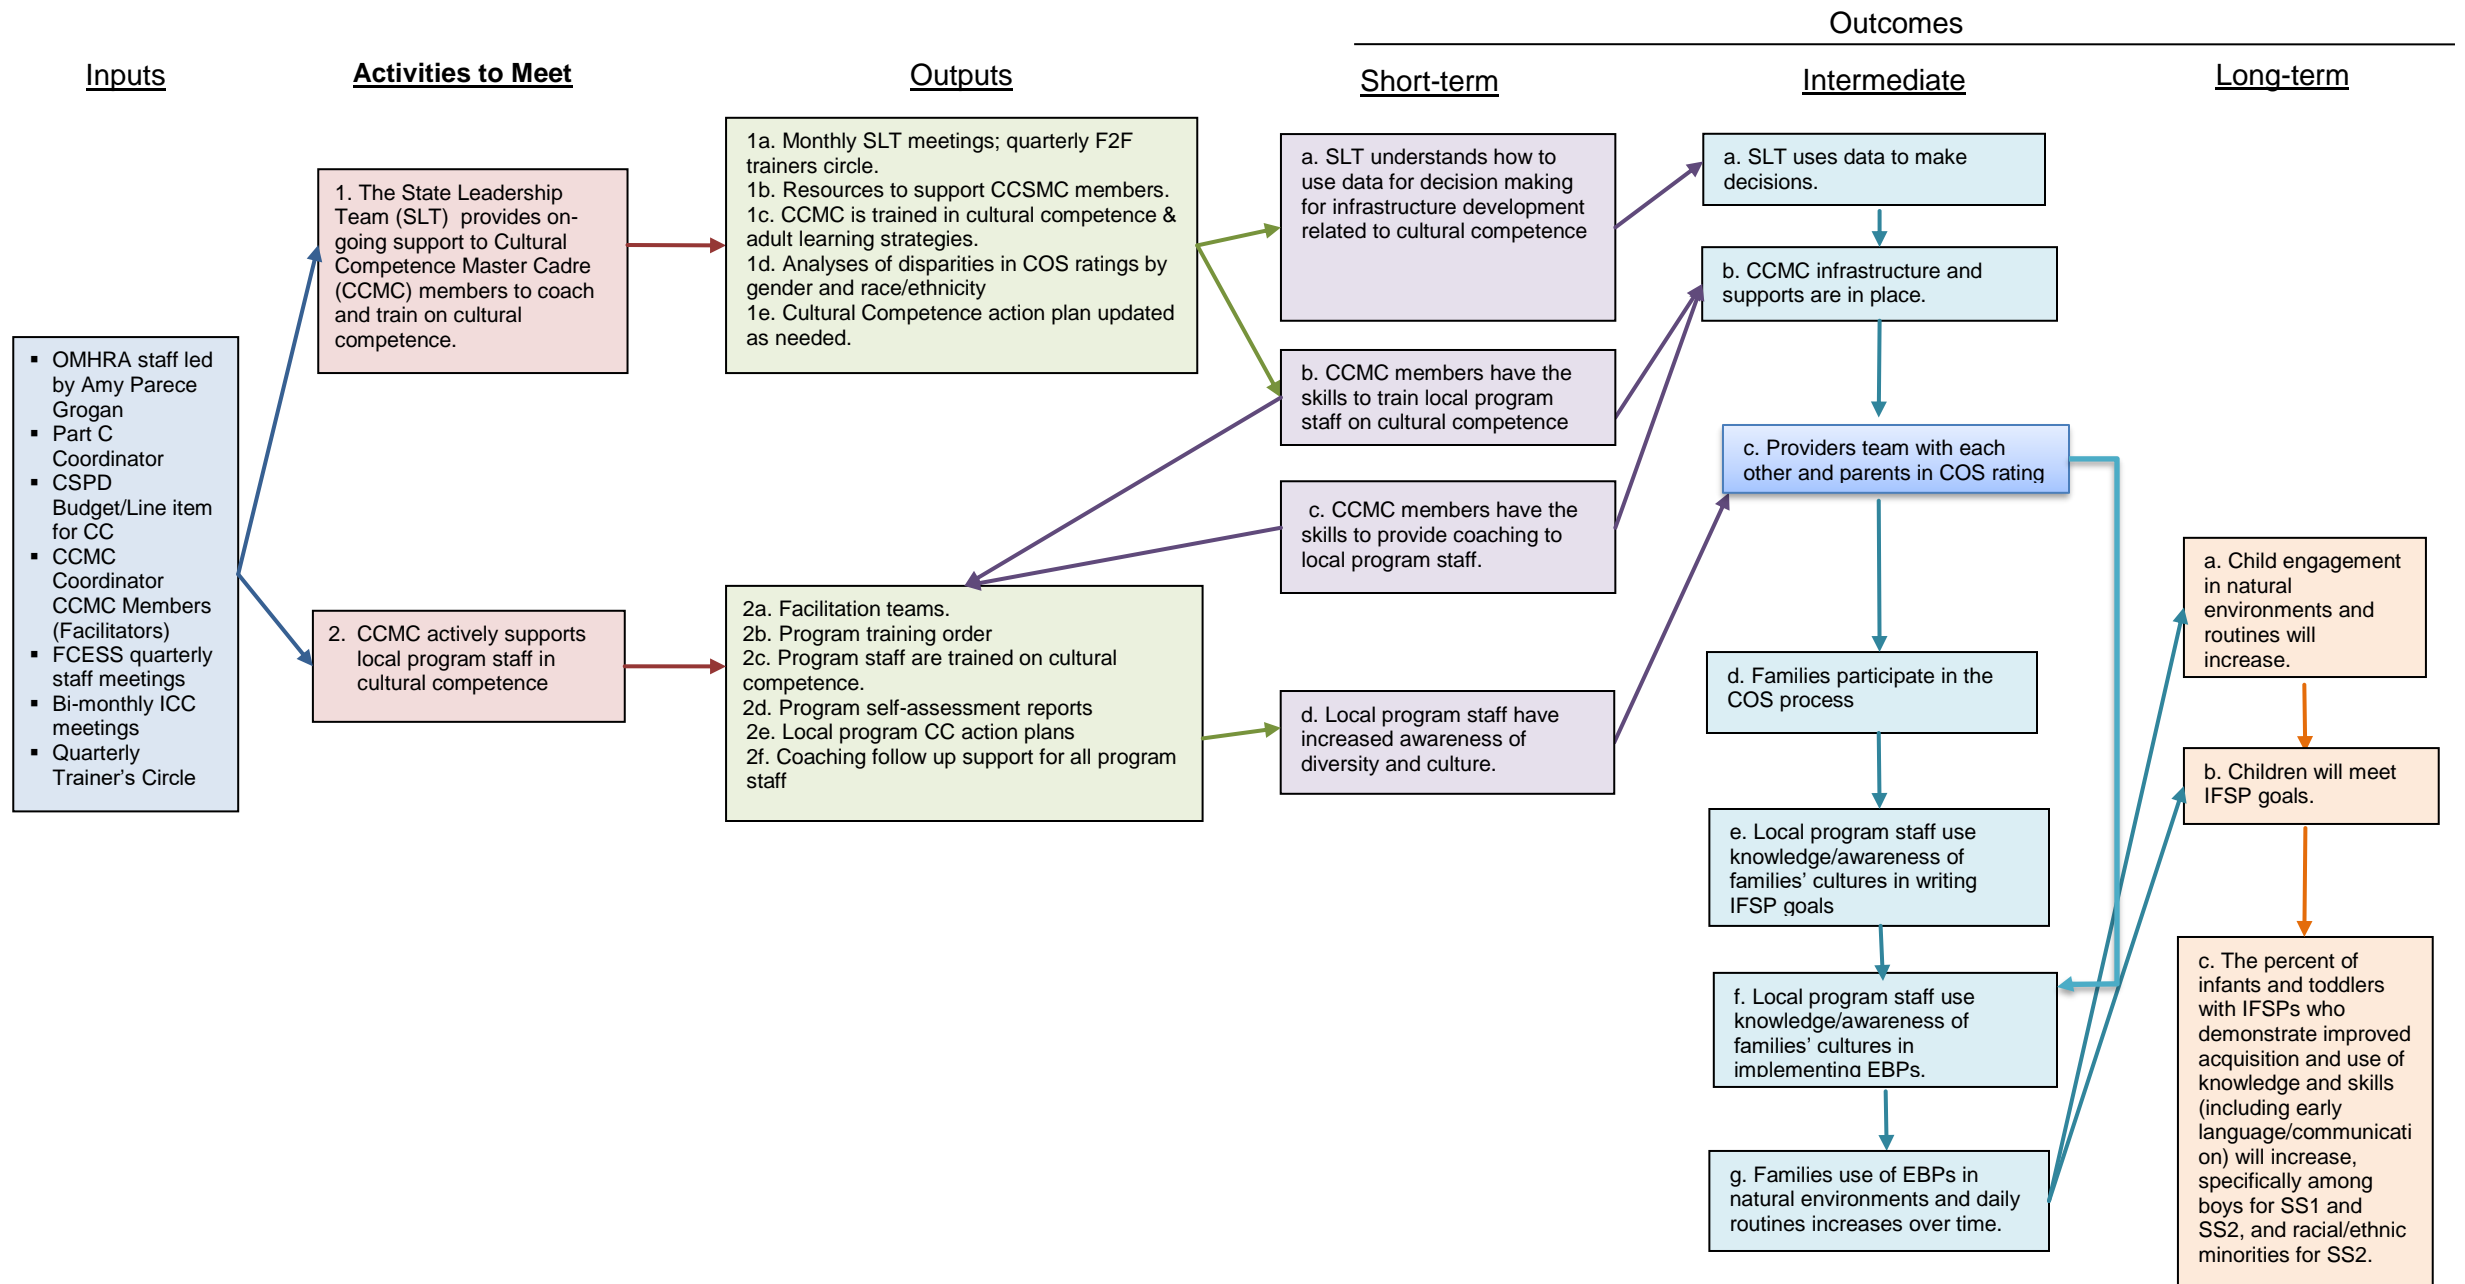 Outcomes
Inputs
Activities to Meet
Outputs
Short-term
Intermediate
Long-term
▪ OMHRA staff led
by Amy Parece
Grogan
▪ Part C
Coordinator
▪ CSPD
Budget/Line item
for CC
▪ CCMC
Coordinator
CCMC Members
(Facilitators)
▪ FCESS quarterly
staff meetings
▪ Bi-monthly ICC
meetings
▪ Quarterly
Trainer’s Circle
1. The State Leadership
Team (SLT) provides on-
going support to Cultural
Competence Master Cadre
(CCMC) members to coach
and train on cultural
competence.
2. CCMC actively supports
local program staff in
cultural competence
1a. Monthly SLT meetings; quarterly F2F
trainers circle.
1b. Resources to support CCSMC members.
1c. CCMC is trained in cultural competence &
adult learning strategies.
1d. Analyses of disparities in COS ratings by
gender and race/ethnicity
1e. Cultural Competence action plan updated
as needed.
2a. Facilitation teams.
2b. Program training order
2c. Program staff are trained on cultural
competence.
2d. Program self-assessment reports
2e. Local program CC action plans
2f. Coaching follow up support for all program
staff
a. SLT understands how to
use data for decision making
for infrastructure development
related to cultural competence
b. CCMC members have the
skills to train local program
staff on cultural competence
c. CCMC members have the
skills to provide coaching to
local program staff.
d. Local program staff have
increased awareness of
diversity and culture.
a. SLT uses data to make
decisions.
b. CCMC infrastructure and
supports are in place.
c. Providers team with each
other and parents in COS rating
d. Families participate in the
COS process
e. Local program staff use
knowledge/awareness of
families’ cultures in writing
IFSP goals
f. Local program staff use
knowledge/awareness of
families’ cultures in
implementing EBPs.
g. Families use of EBPs in
natural environments and daily
routines increases over time.
a. Child engagement
in natural
environments and
routines will
increase.
b. Children will meet
IFSP goals.
c. The percent of
infants and toddlers
with IFSPs who
demonstrate improved
acquisition and use of
knowledge and skills
(including early
language/communicati
on) will increase,
specifically among
boys for SS1 and
SS2, and racial/ethnic
minorities for SS2.